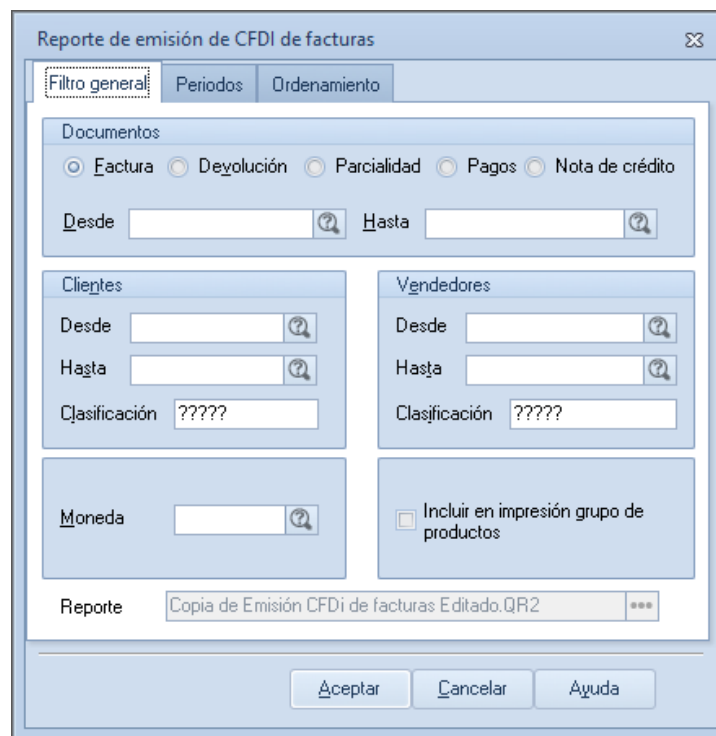 Reporte de emisión de CFDI de facturas
Filtro general Periodos Ordenamiento
Documentos
Factura Devolución Parcialidad Pagos Nota de crédito
Desde Hasta
Clientes Vendedores
Desde Desde
Hasta Hasta
Clasificación ????? Clasificación ?????
Moneda Incluir en impresión grupo de
productos
Reporte Copia de Emisión CFDi de facturas Editado.QR2
Aceptar Cancelar Ayuda